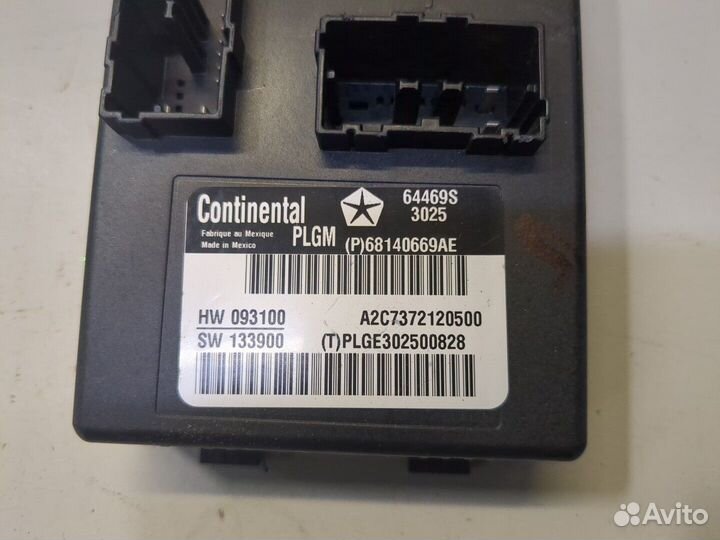 Continental
Fabrique au Mexique
Made in Mexico
PLGM
64469S
3025
(P)68140669AE
HW 093100
A2C7372120500
SW 133900
(T)PLGE302500828
Avito